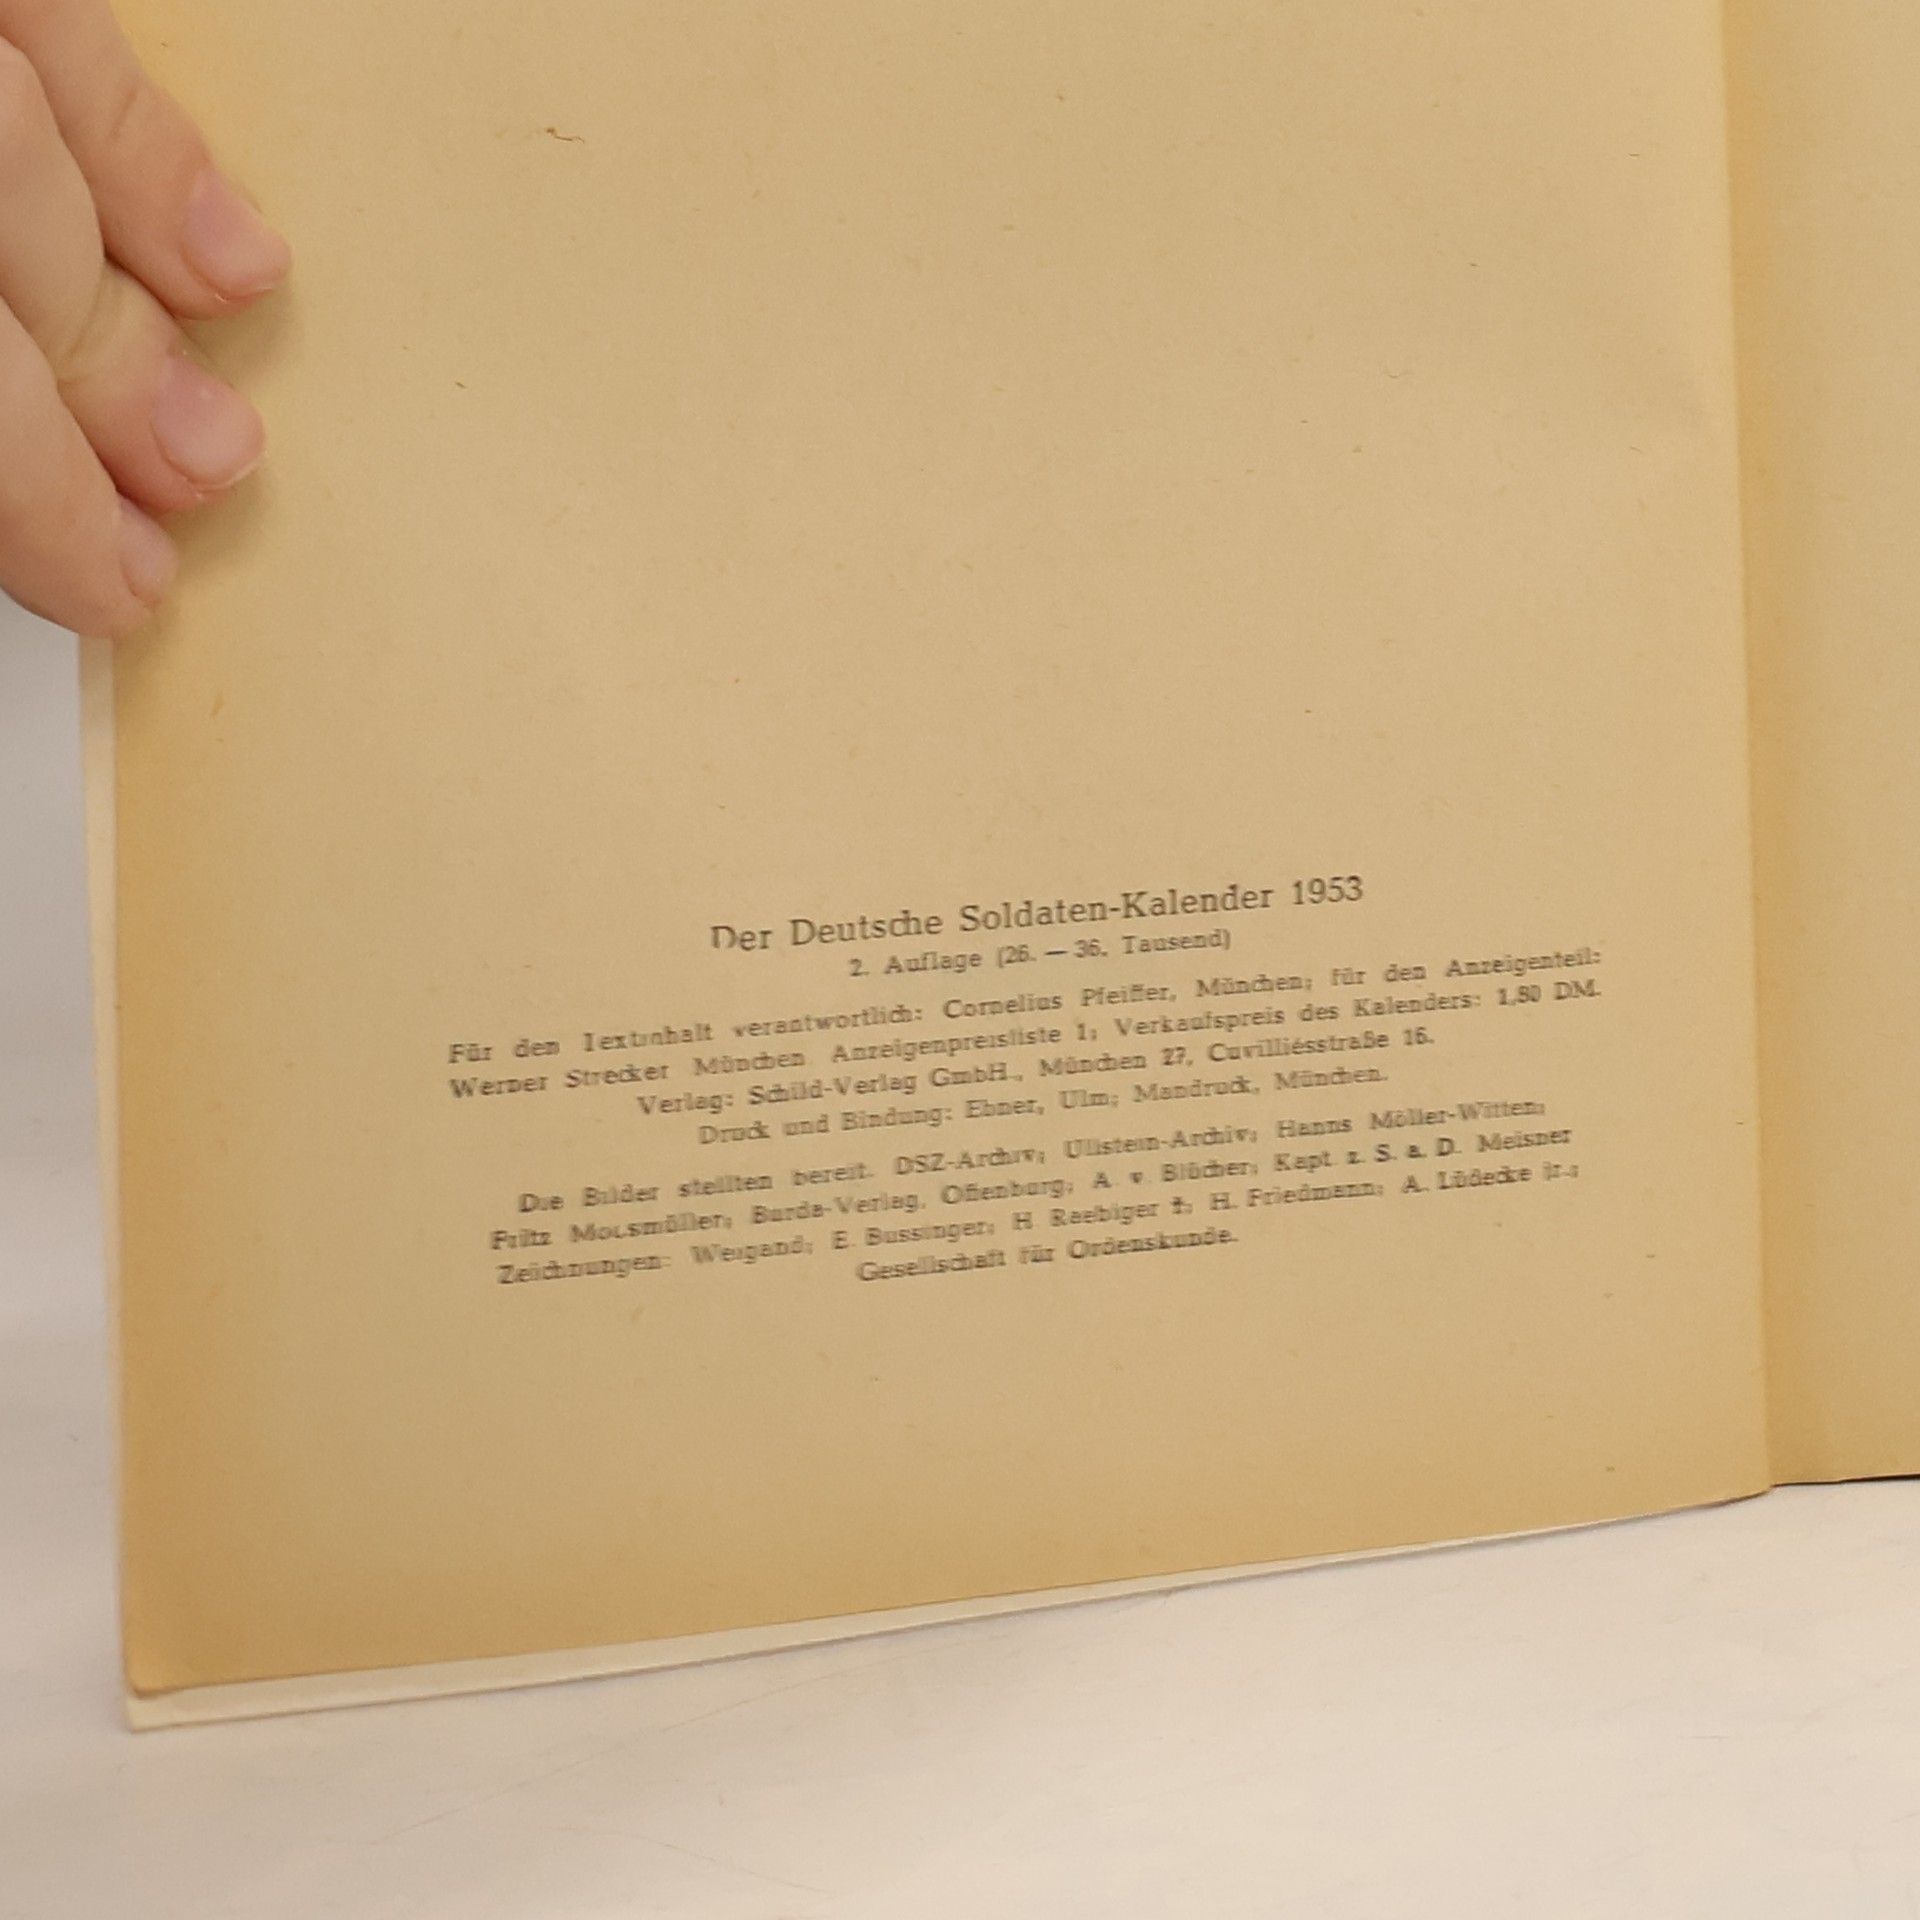 Der Deutsche Soldaten-Kalender 1953
2. Auflage (26. — 36. Tausend)
Für den Textinhalt verantwortlich: Cornelius Pfeiffer, München; für den Anzeigenteil:
Werner Strecker München Anzeigenpreisliste 1; Verkaufspreis des Kalenders: 1,80 DM.
Verlag: Schild-Verlag GmbH., München 27, Cuvilliésstraße 16.
Druck und Bindung: Ebner, Ulm; Mandruck, München.
Die Bilder stellten bereit. DSZ-Archiv; Ullstein-Archiv; Hanns Möller-Witten;
Fritz Burda-Verlag, Offenburg; A. v. Blücher; Kapt. z. S. a. D. Meisner
Zeichnungen: Weigand; E. Bussinger; H. Raebiger †; H. Friedmann; A. Lüdecke jr.;
Gesellschaft für Ordenskunde.